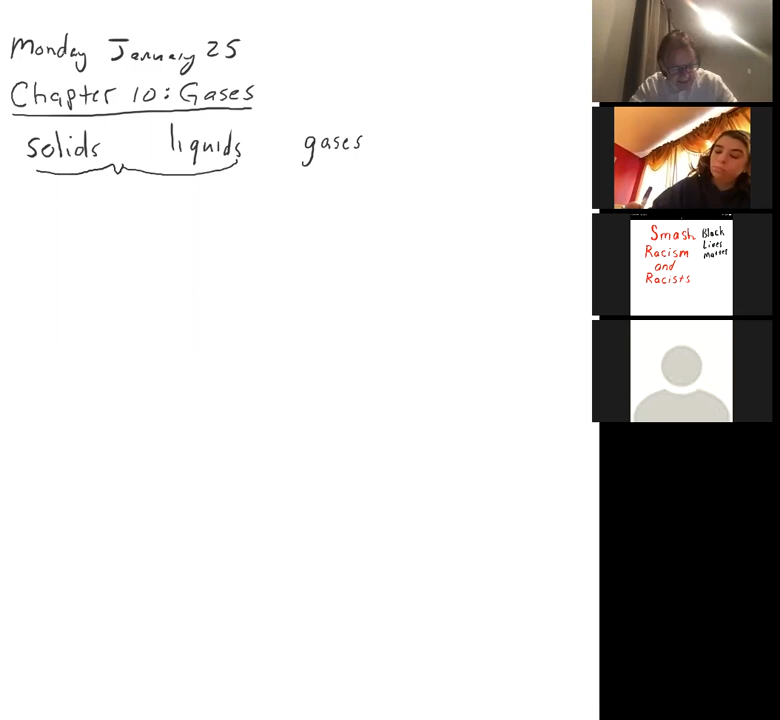 Monday January 25
Chapter 10: Gases
solids liquids gases
Smash
Racism
and
Racists
Black
Lives
Matter